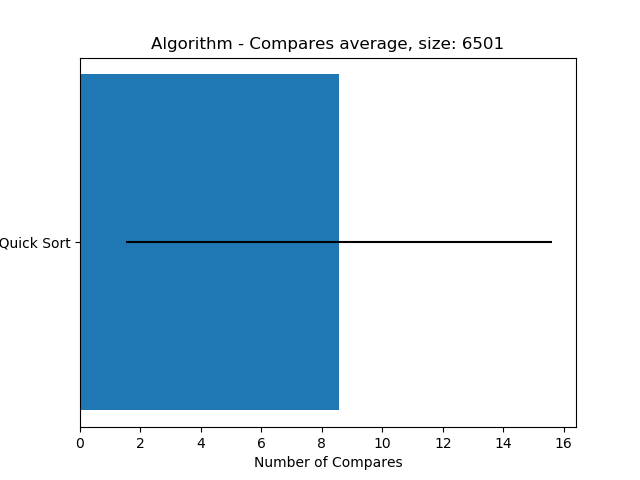 Algorithm - Compares average, size: 6501
Quick Sort
0 2 4 6 8 10 12 14 16
Number of Compares